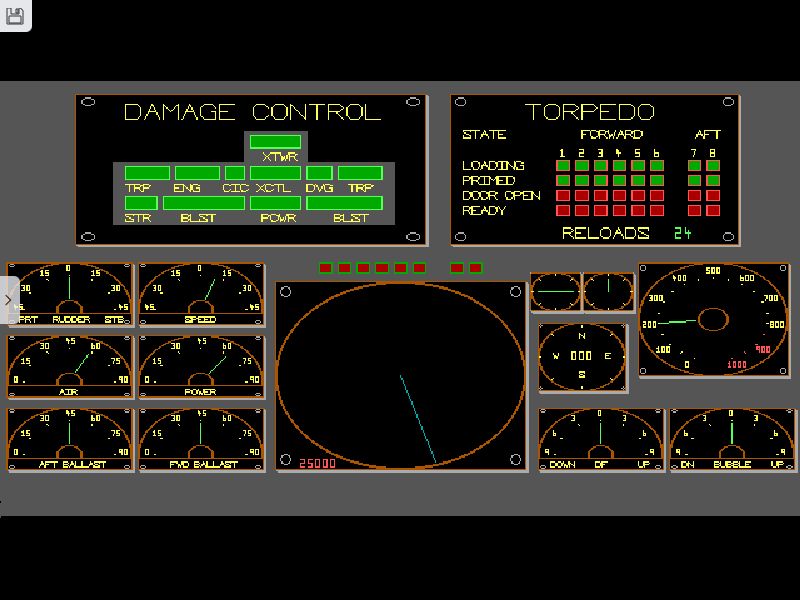 DAMAGE CONTROL
XTWR
TRP ENG CIC XCTL DVG TRP
STR BLST POWR BLST
TORPEDO
STATE FORWARD AFT
1 2 3 4 5 6 7 8
LOADING
PRIMED
DOOR OPEN
READY
RELOADS 24
45 30 15 0 15 30 45
PRT RUDDER STB
45 30 15 0 15 30 45
SPEED
0 15 30 45 60 75 90
AIR
0 15 30 45 60 75 90
POWER
0 15 30 45 60 75 90
AFT BALLAST
0 15 30 45 60 75 90
FWD BALLAST
25000
N
W 000 E
S
0 100 200 300 400 500 600 700 800 900 1000
9 6 3 0 3 6 9
DOWN DP UP
9 6 3 0 3 6 9
DN BUBBLE UP